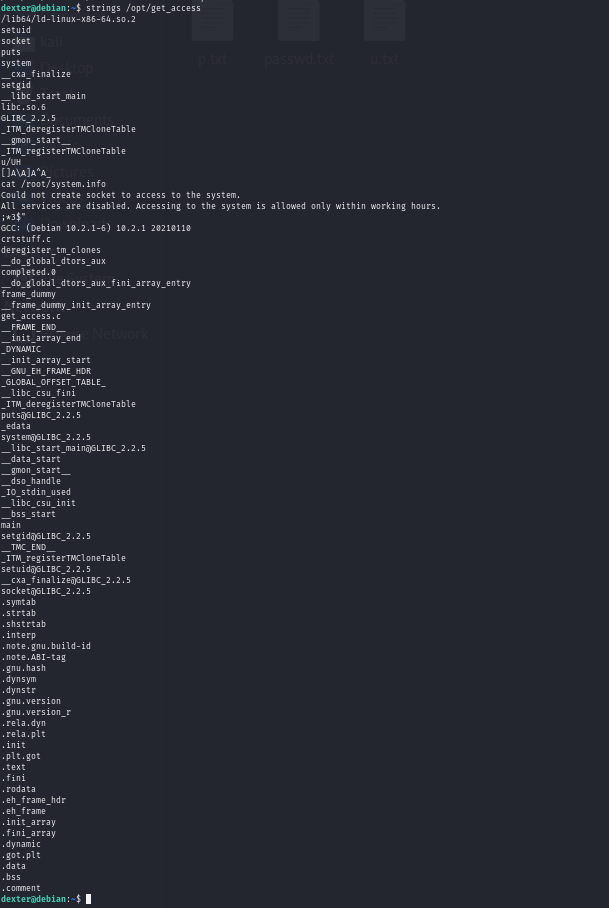 dexter@debian:~$ strings /opt/get_access
/lib64/ld-linux-x86-64.so.2
setuid
socket
puts
system
__cxa_finalize
setgid
__libc_start_main
libc.so.6
GLIBC_2.2.5
_ITM_deregisterTMCloneTable
__gmon_start__
_ITM_registerTMCloneTable
u/UH
[]A\A]A^A_
cat /root/system.info
Could not create socket to access to the system.
All services are disabled. Accessing to the system is allowed only within working hours.
;*3$"
GCC: (Debian 10.2.1-6) 10.2.1 20210110
crtstuff.c
deregister_tm_clones
__do_global_dtors_aux
completed.0
__do_global_dtors_aux_fini_array_entry
frame_dummy
__frame_dummy_init_array_entry
get_access.c
__FRAME_END__
__init_array_end
_DYNAMIC
__init_array_start
__GNU_EH_FRAME_HDR
_GLOBAL_OFFSET_TABLE_
__libc_csu_fini
_ITM_deregisterTMCloneTable
puts@GLIBC_2.2.5
_edata
system@GLIBC_2.2.5
__libc_start_main@GLIBC_2.2.5
__data_start
__gmon_start__
__dso_handle
_IO_stdin_used
__libc_csu_init
__bss_start
main
setgid@GLIBC_2.2.5
__TMC_END__
_ITM_registerTMCloneTable
setuid@GLIBC_2.2.5
__cxa_finalize@GLIBC_2.2.5
socket@GLIBC_2.2.5
.symtab
.strtab
.shstrtab
.interp
.note.gnu.build-id
.note.ABI-tag
.gnu.hash
.dynsym
.dynstr
.gnu.version
.gnu.version_r
.rela.dyn
.rela.plt
.init
.plt.got
.text
.fini
.rodata
.eh_frame_hdr
.eh_frame
.init_array
.fini_array
.dynamic
.got.plt
.data
.bss
.comment
dexter@debian:~$
p.txt passwd.txt u.txt
Network